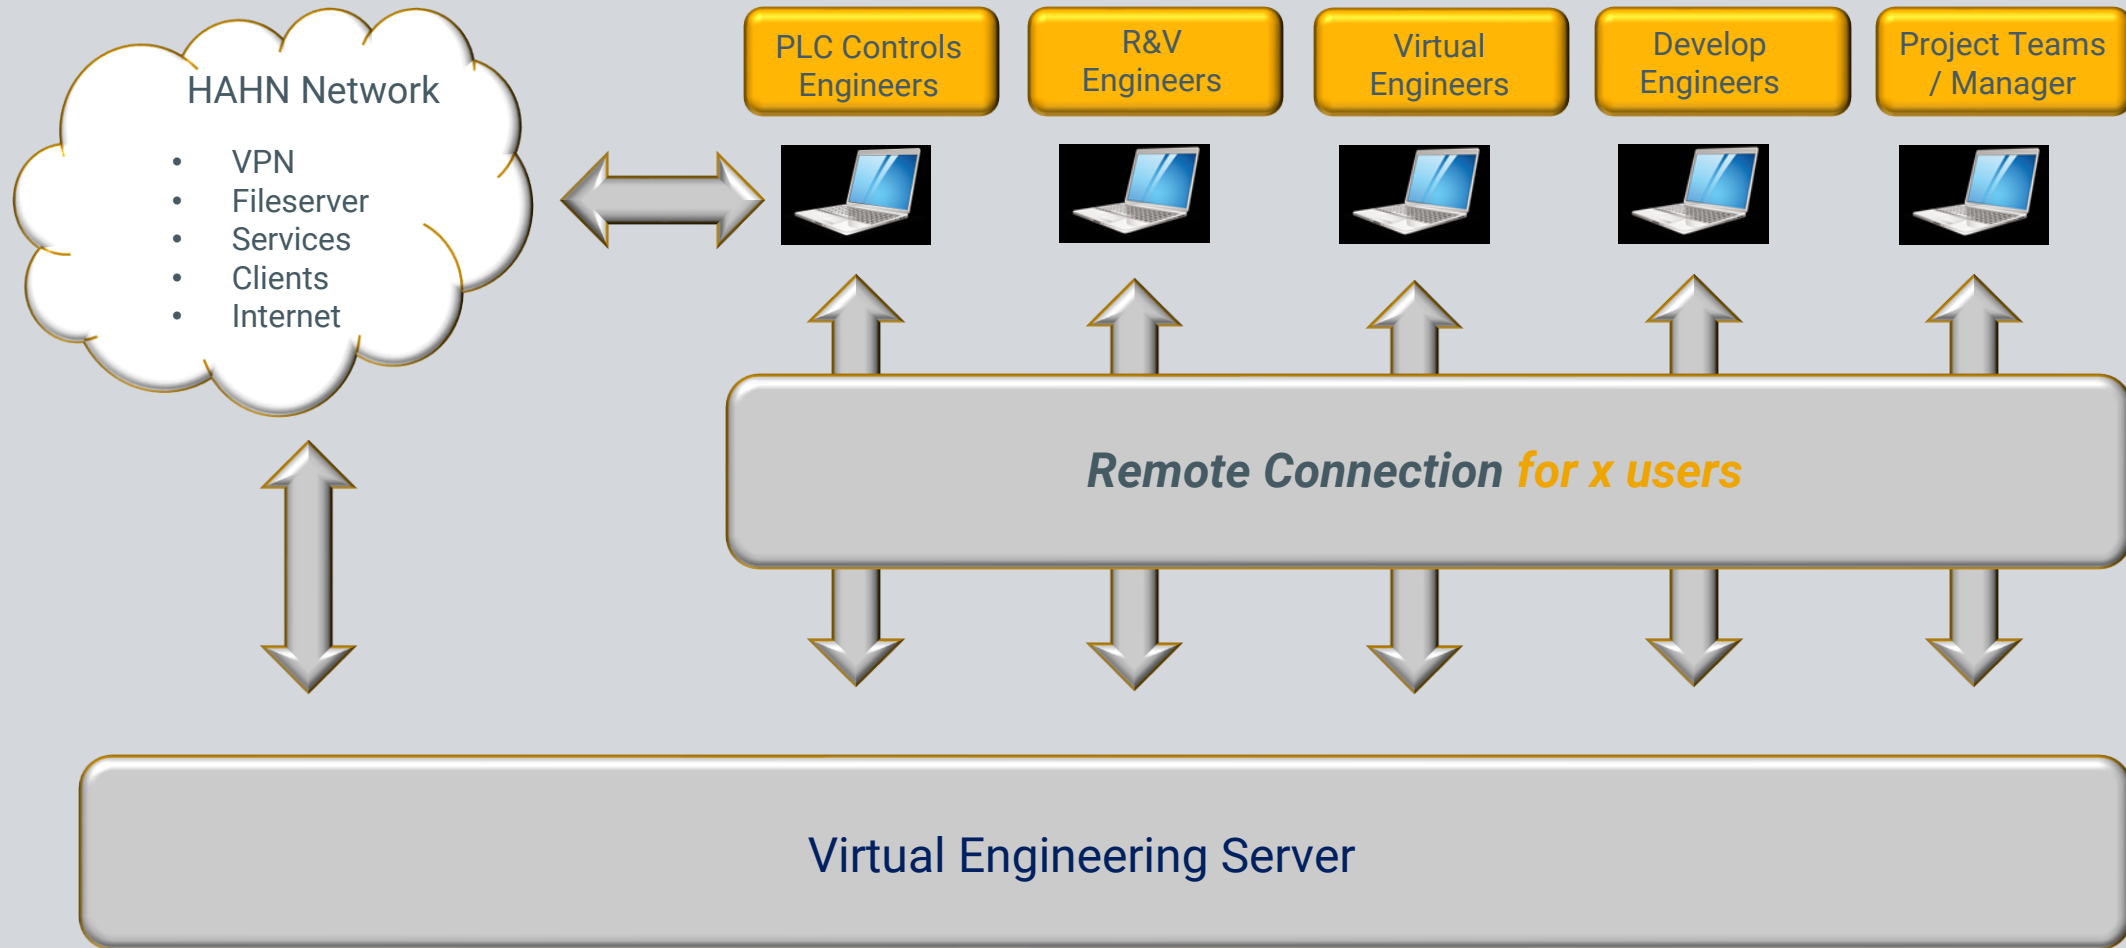 HAHN Network
• VPN
• Fileserver
• Services
• Clients
• Internet
PLC Controls
Engineers
R&V
Engineers
Virtual
Engineers
Develop
Engineers
Project Teams
/ Manager
Remote Connection for x users
Virtual Engineering Server